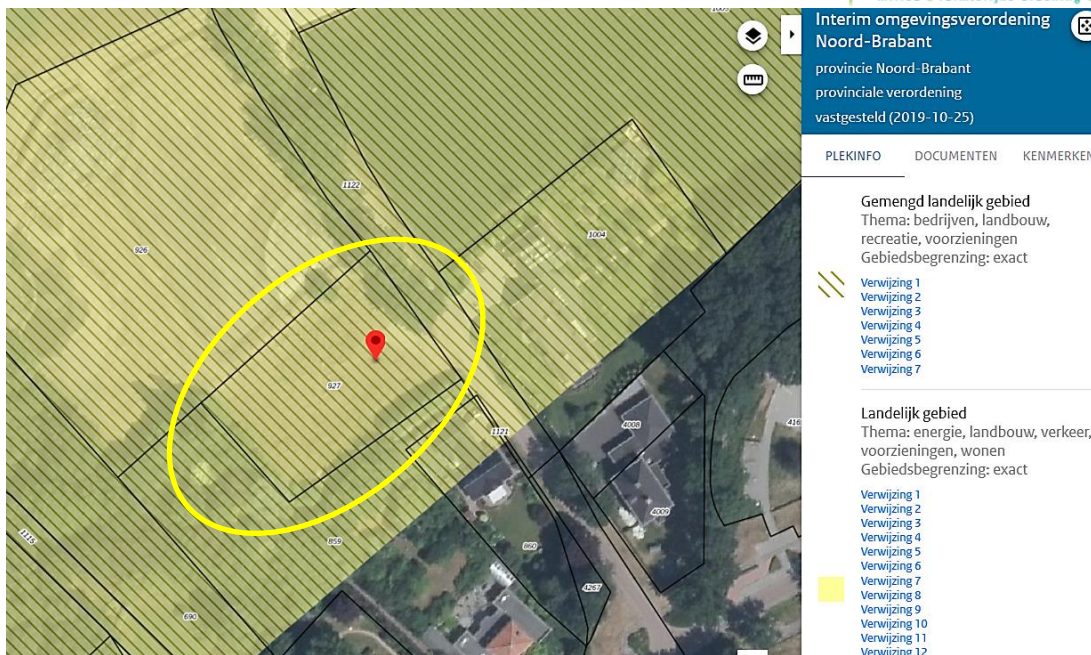 Interim omgevingsverordening
Noord-Brabant
provincie Noord-Brabant
provinciale verordening
vastgesteld (2019-10-25)
PLEKINFO DOCUMENTEN KENMERKEN
Gemengd landelijk gebied
Thema: bedrijven, landbouw,
recreatie, voorzieningen
Gebiedsbegrenzing: exact
Verwijzing 1
Verwijzing 2
Verwijzing 3
Verwijzing 4
Verwijzing 5
Verwijzing 6
Verwijzing 7
Landelijk gebied
Thema: energie, landbouw, verkeer,
voorzieningen, wonen
Gebiedsbegrenzing: exact
Verwijzing 1
Verwijzing 2
Verwijzing 3
Verwijzing 4
Verwijzing 5
Verwijzing 6
Verwijzing 7
Verwijzing 8
Verwijzing 9
Verwijzing 10
Verwijzing 11
Verwijzing 12
1122
1004
926
927
1121
4008
4009
859
860
4267
1115
690